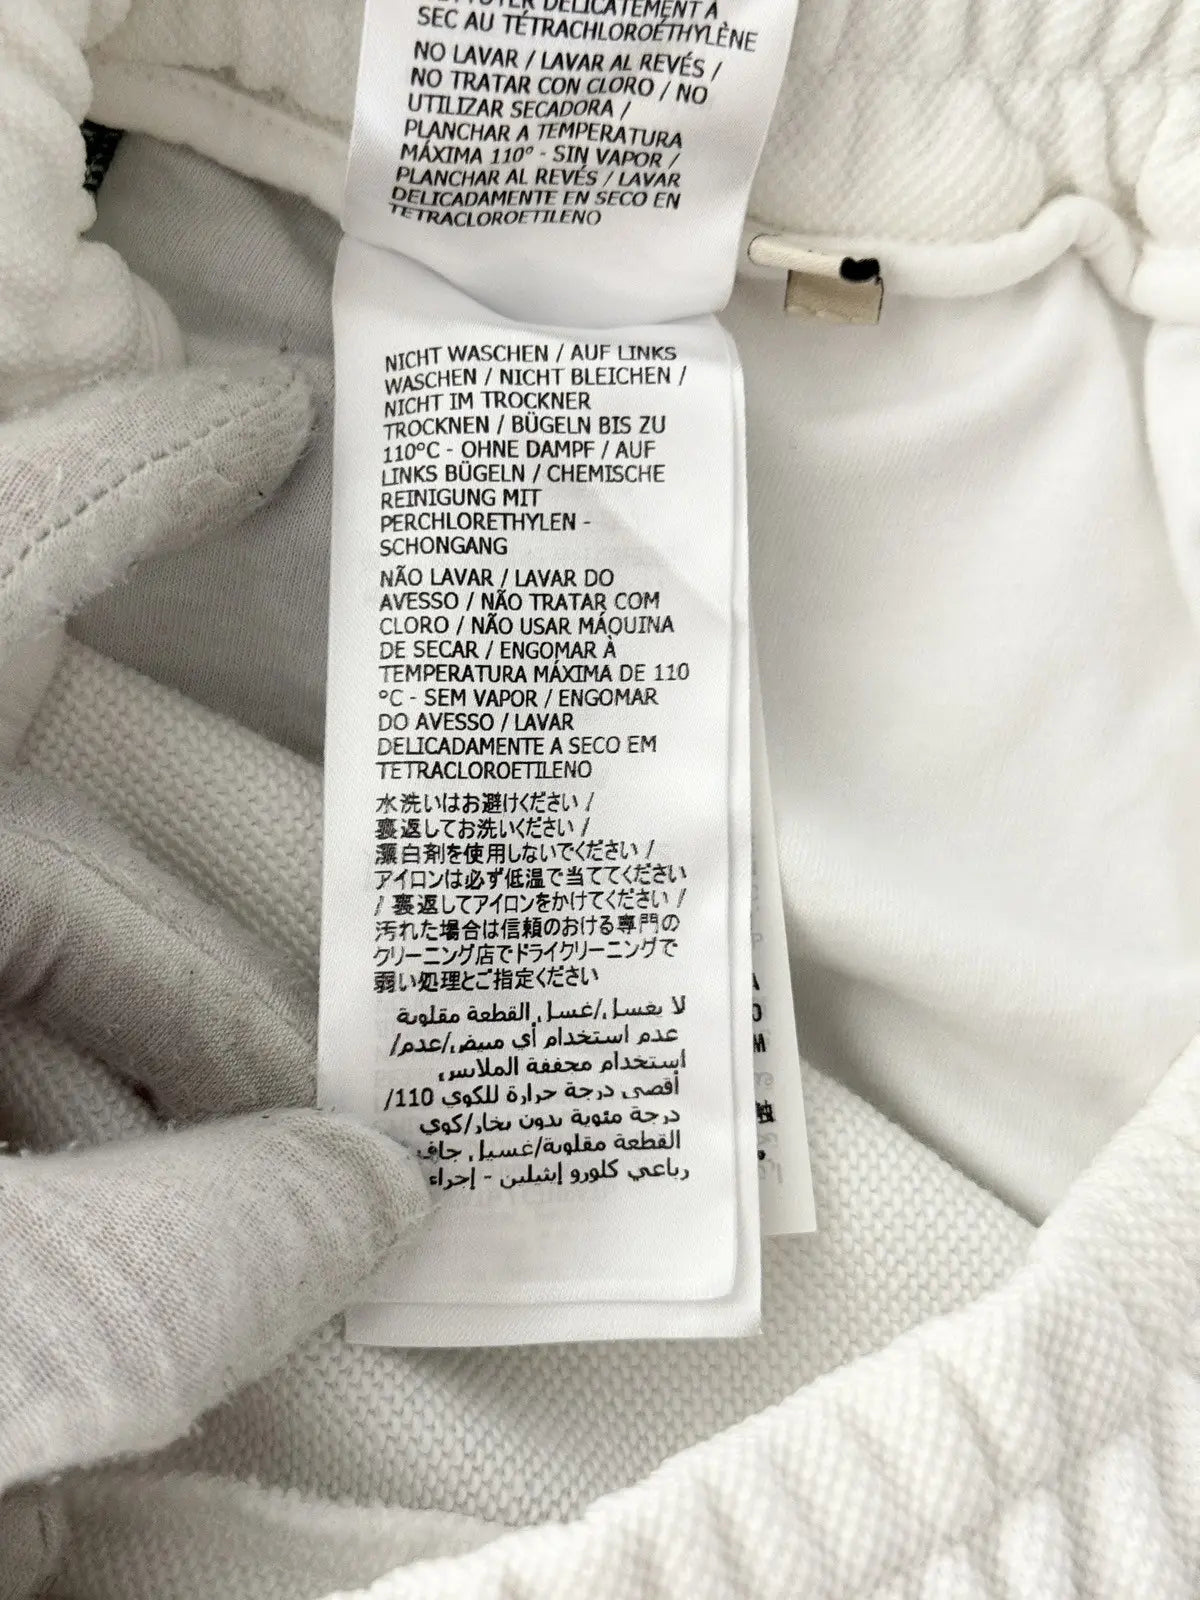 DÉLICATEMENT À
SEC AU TÉTRACHLOROÉTHYLÈNE
NO LAVAR / LAVAR AL REVÉS /
NO TRATAR CON CLORO / NO
UTILIZAR SECADORA /
PLANCHAR A TEMPERATURA
MÁXIMA 110° - SIN VAPOR /
PLANCHAR AL REVÉS / LAVAR
DELICADAMENTE EN SECO EN
TETRACLOROETILENO
NICHT WASCHEN / AUF LINKS
WASCHEN / NICHT BLEICHEN /
NICHT IM TROCKNER
TROCKNEN / BÜGELN BIS ZU
110°C - OHNE DAMPF / AUF
LINKS BÜGELN / CHEMISCHE
REINIGUNG MIT
PERCHLORETHYLEN -
SCHONGANG
NÃO LAVAR / LAVAR DO
AVESSO / NÃO TRATAR COM
CLORO / NÃO USAR MÁQUINA
DE SECAR / ENGOMAR À
TEMPERATURA MÁXIMA DE 110
°C - SEM VAPOR / ENGOMAR
DO AVESSO / LAVAR
DELICADAMENTE A SECO EM
TETRACLOROETILENO
水洗いはお避けください /
裏返してお洗いください /
漂白剤を使用しないでください /
アイロンは必ず低温で当ててください
/ 裏返してアイロンをかけてください /
汚れた場合は信頼のおける専門の
クリーニング店でドライクリーニングで
弱い処理とご指定ください
لا يغسل/غسل القطعة مقلوبة
عدم استخدام أي مبيض/عدم/
استخدام مجففة الملابس
أقصى درجة حرارة للكوي 110/
درجة مئوية بدون بخار/كوي
القطعة مقلوبة/غسيل جاف
رباعي كلورو إيثيلين - إجراء